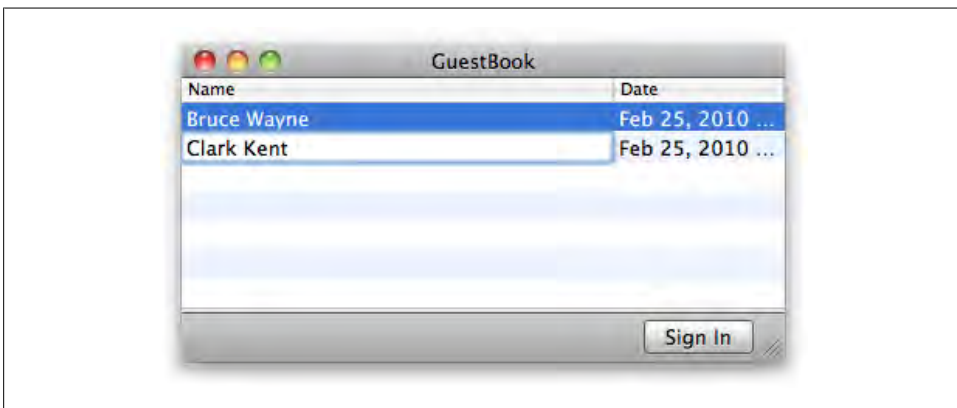 GuestBook
Name Date
Bruce Wayne Feb 25, 2010 ...
Clark Kent Feb 25, 2010 ...
Sign In